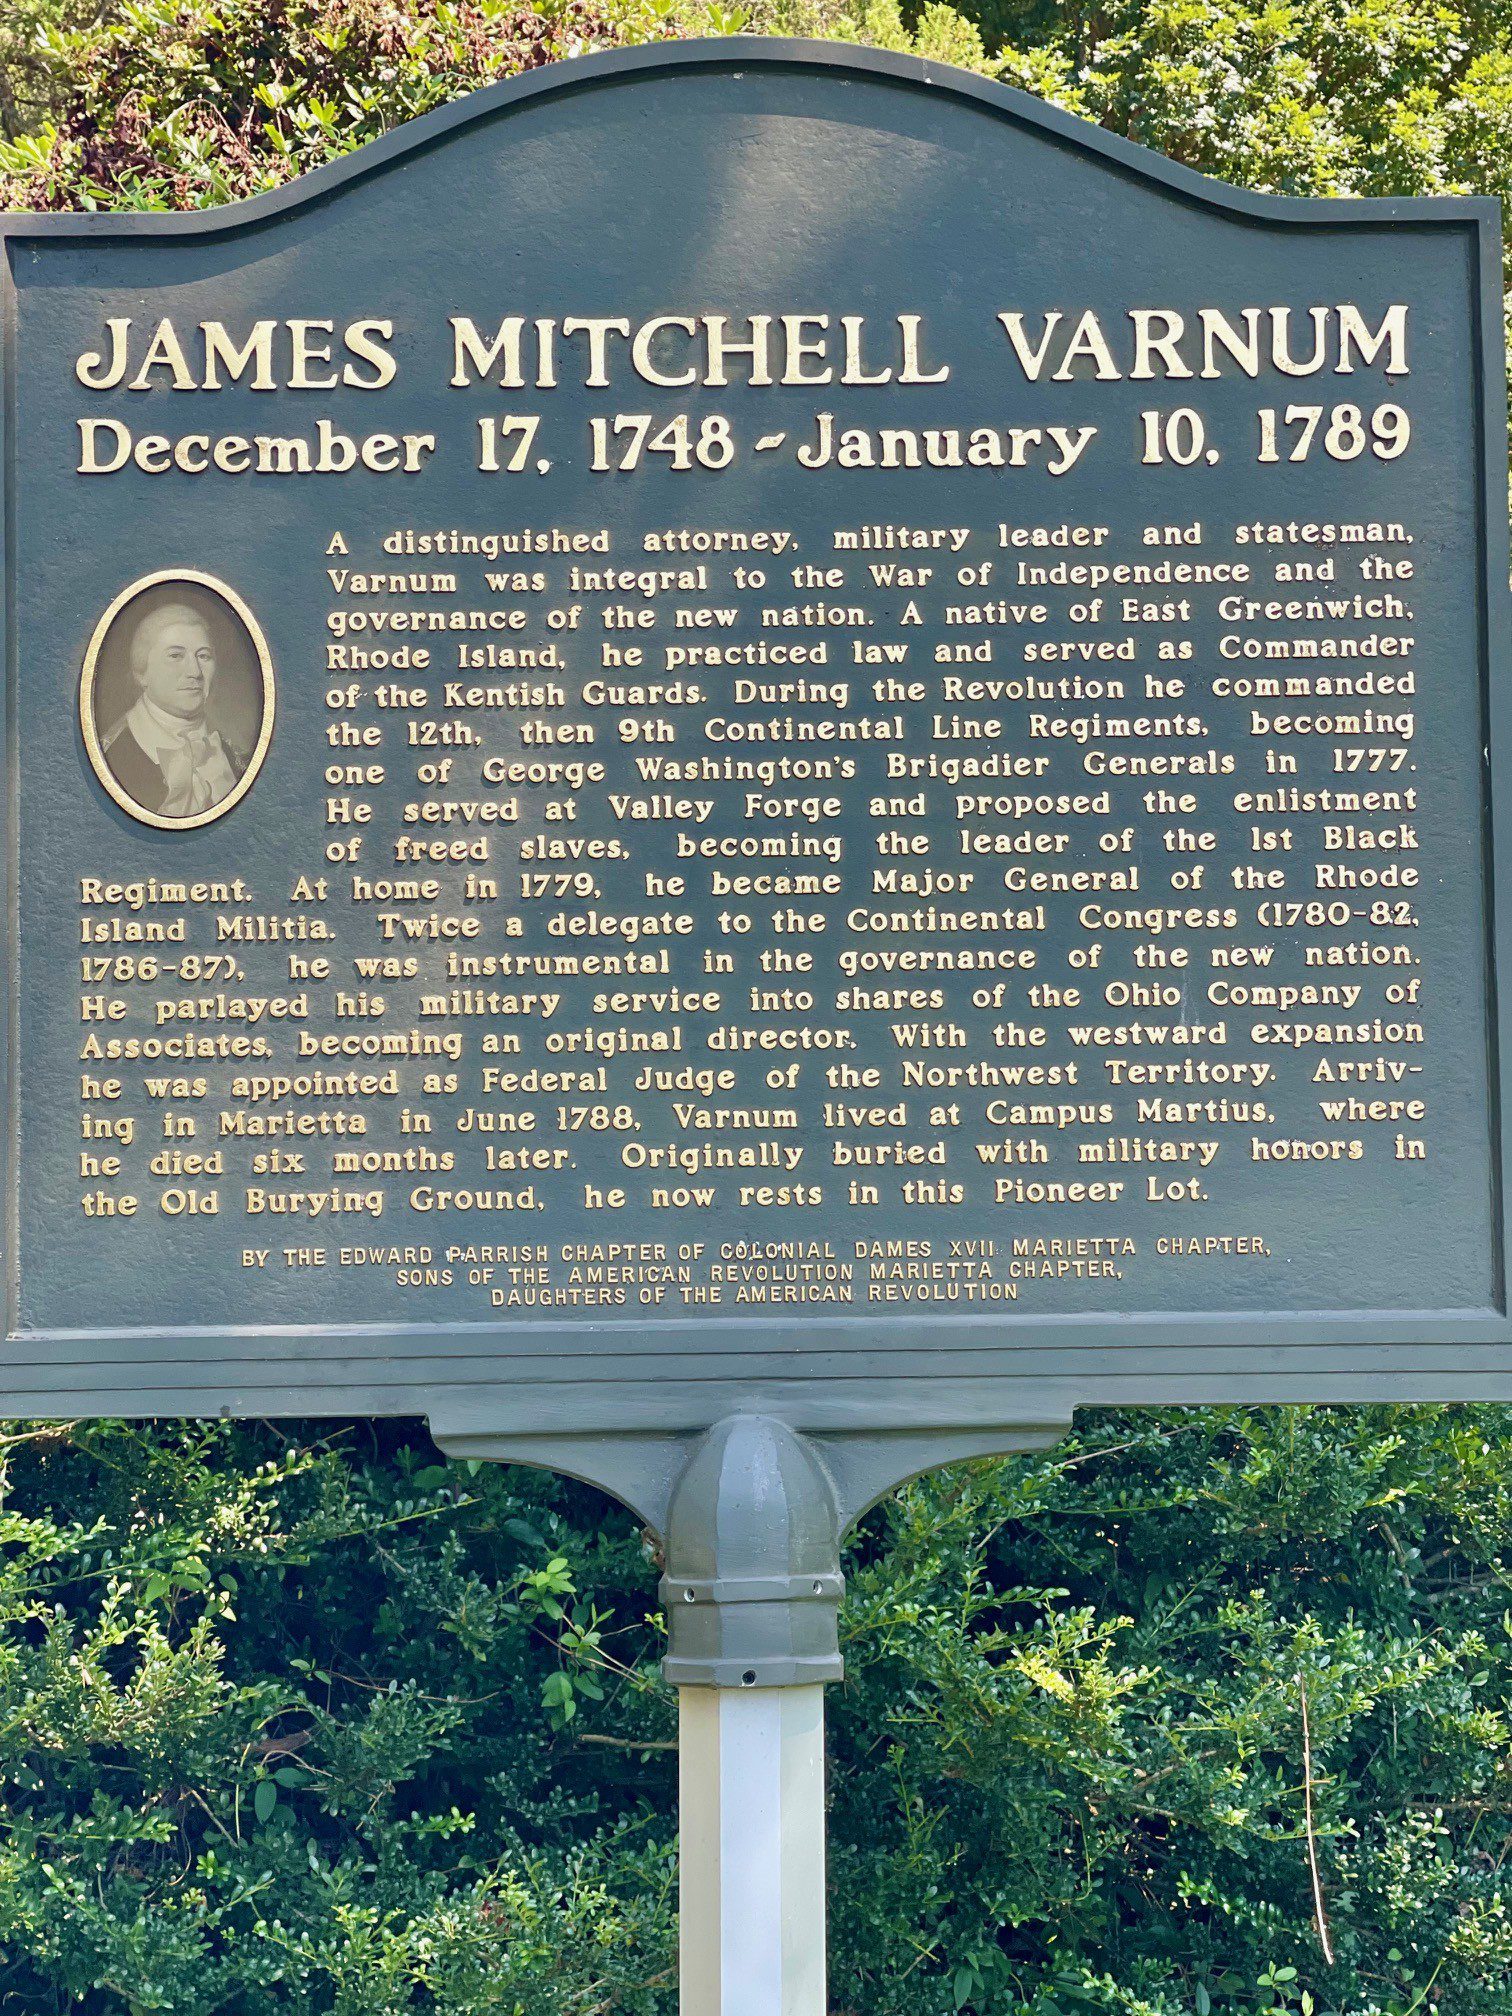 JAMES MITCHELL VARNUM
December 17, 1748 ~ January 10, 1789
A distinguished attorney, military leader and statesman,
Varnum was integral to the War of Independence and the
governance of the new nation. A native of East Greenwich,
Rhode Island, he practiced law and served as Commander
of the Kentish Guards. During the Revolution he commanded
the 12th, then 9th Continental Line Regiments, becoming
one of George Washington's Brigadier Generals in 1777.
He served at Valley Forge and proposed the enlistment
of freed slaves, becoming the leader of the 1st Black
Regiment. At home in 1779, he became Major General of the Rhode
Island Militia. Twice a delegate to the Continental Congress (1780-82,
1786-87), he was instrumental in the governance of the new nation.
He parlayed his military service into shares of the Ohio Company of
Associates, becoming an original director. With the westward expansion
he was appointed as Federal Judge of the Northwest Territory. Arriv-
ing in Marietta in June 1788, Varnum lived at Campus Martius, where
he died six months later. Originally buried with military honors in
the Old Burying Ground, he now rests in this Pioneer Lot.
BY THE EDWARD PARRISH CHAPTER OF COLONIAL DAMES XVII MARIETTA CHAPTER,
SONS OF THE AMERICAN REVOLUTION MARIETTA CHAPTER,
DAUGHTERS OF THE AMERICAN REVOLUTION